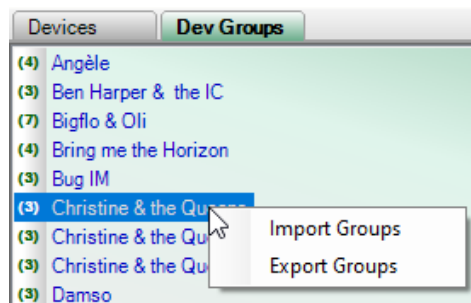 Devices Dev Groups
(4) Angèle
(3) Ben Harper & the IC
(7) Bigflo & Oli
(4) Bring me the Horizon
(3) Bug IM
(3) Christine & the Queens
(3) Christine & the Qu
Import Groups
(3) Christine & the Qu
Export Groups
(3) Damso